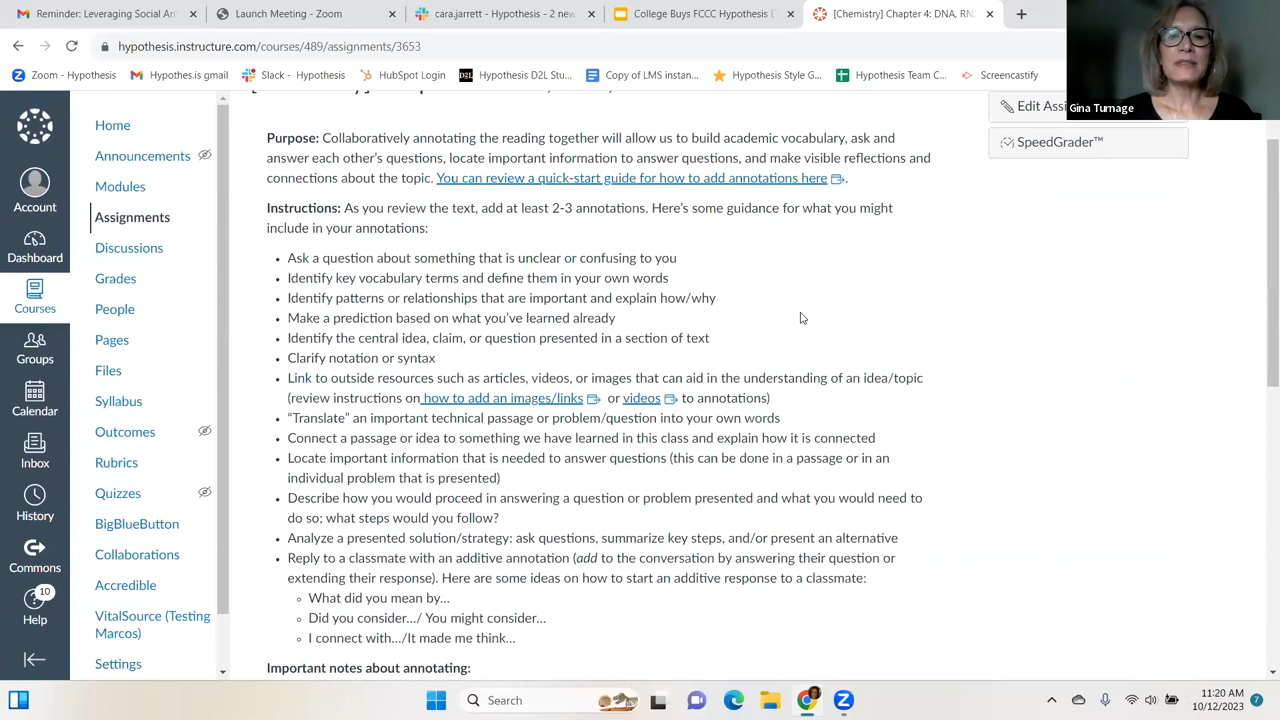 Reminder: Leveraging Social An
Launch Meeting - Zoom
cara.jarrett - Hypothesis - 2 new
College Buys FCCC Hypothesis D
[Chemistry] Chapter 4: DNA, RN
hypothesis.instructure.com/courses/489/assignments/3653
Zoom - Hypothesis
Hypothes.is gmail
Slack - Hypothesis
HubSpot Login
D2L
Hypothesis D2L Stu...
Copy of LMS instan...
Hypothesis Style G...
Hypothesis Team C...
Screencastify
Gina Turnage
Account
Dashboard
Courses
Groups
Calendar
Inbox
History
Commons
10
Help
Home
Announcements
Modules
Assignments
Discussions
Grades
People
Pages
Files
Syllabus
Outcomes
Rubrics
Quizzes
BigBlueButton
Collaborations
Accredible
VitalSource (Testing
Marcos)
Settings
Purpose: Collaboratively annotating the reading together will allow us to build academic vocabulary, ask and
answer each other's questions, locate important information to answer questions, and make visible reflections and
connections about the topic. You can review a quick-start guide for how to add annotations here.
Instructions: As you review the text, add at least 2-3 annotations. Here's some guidance for what you might
include in your annotations:
• Ask a question about something that is unclear or confusing to you
• Identify key vocabulary terms and define them in your own words
• Identify patterns or relationships that are important and explain how/why
• Make a prediction based on what you've learned already
• Identify the central idea, claim, or question presented in a section of text
• Clarify notation or syntax
• Link to outside resources such as articles, videos, or images that can aid in the understanding of an idea/topic
(review instructions on how to add an images/links or videos to annotations)
• “Translate” an important technical passage or problem/question into your own words
• Connect a passage or idea to something we have learned in this class and explain how it is connected
• Locate important information that is needed to answer questions (this can be done in a passage or in an
individual problem that is presented)
• Describe how you would proceed in answering a question or problem presented and what you would need to
do so; what steps would you follow?
• Analyze a presented solution/strategy: ask questions, summarize key steps, and/or present an alternative
• Reply to a classmate with an additive annotation (add to the conversation by answering their question or
extending their response). Here are some ideas on how to start an additive response to a classmate:
◦ What did you mean by...
◦ Did you consider.../ You might consider...
◦ I connect with.../It made me think...
Important notes about annotating:
Edit Assi
SpeedGrader™
Search
11:20 AM
10/12/2023
7